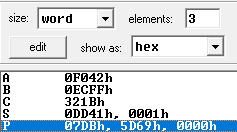 size: word elements: 3
edit show as: hex
A 0F042h
B 0ECFFh
C 321Bh
S 0DD41h, 0001h
P 07DBh, 5D69h, 0000h